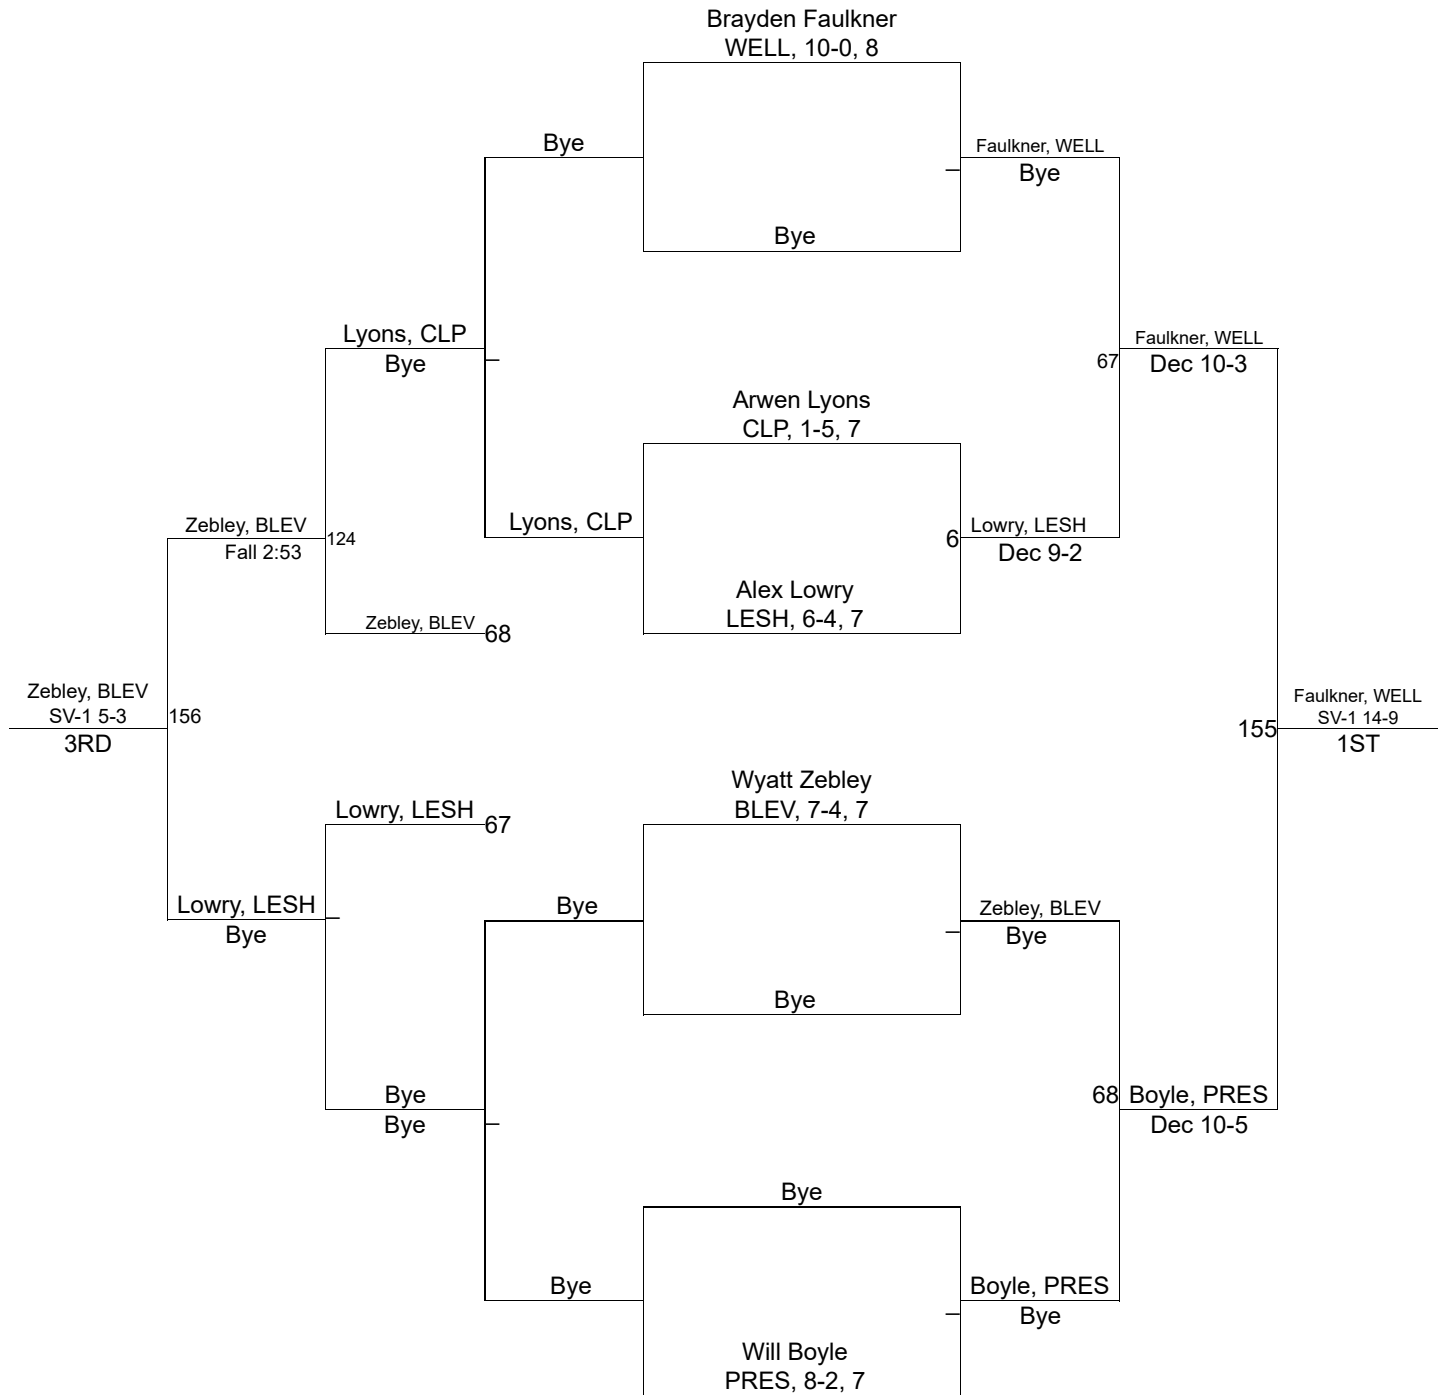 Brayden Faulkner
WELL, 10-0, 8
Bye
Faulkner, WELL
Bye
Bye
Lyons, CLP
Bye
Faulkner, WELL
67
Dec 10-3
Arwen Lyons
CLP, 1-5, 7
Zebley, BLEV
Fall 2:53
124
Lyons, CLP
6
Lowry, LESH
Dec 9-2
Alex Lowry
LESH, 6-4, 7
Zebley, BLEV
68
Zebley, BLEV
SV-1 5-3
3RD
156
155
Faulkner, WELL
SV-1 14-9
1ST
Wyatt Zebley
BLEV, 7-4, 7
Lowry, LESH
67
Lowry, LESH
Bye
Bye
Zebley, BLEV
Bye
Bye
Bye
Bye
68
Boyle, PRES
Dec 10-5
Bye
Bye
Boyle, PRES
Bye
Will Boyle
PRES, 8-2, 7